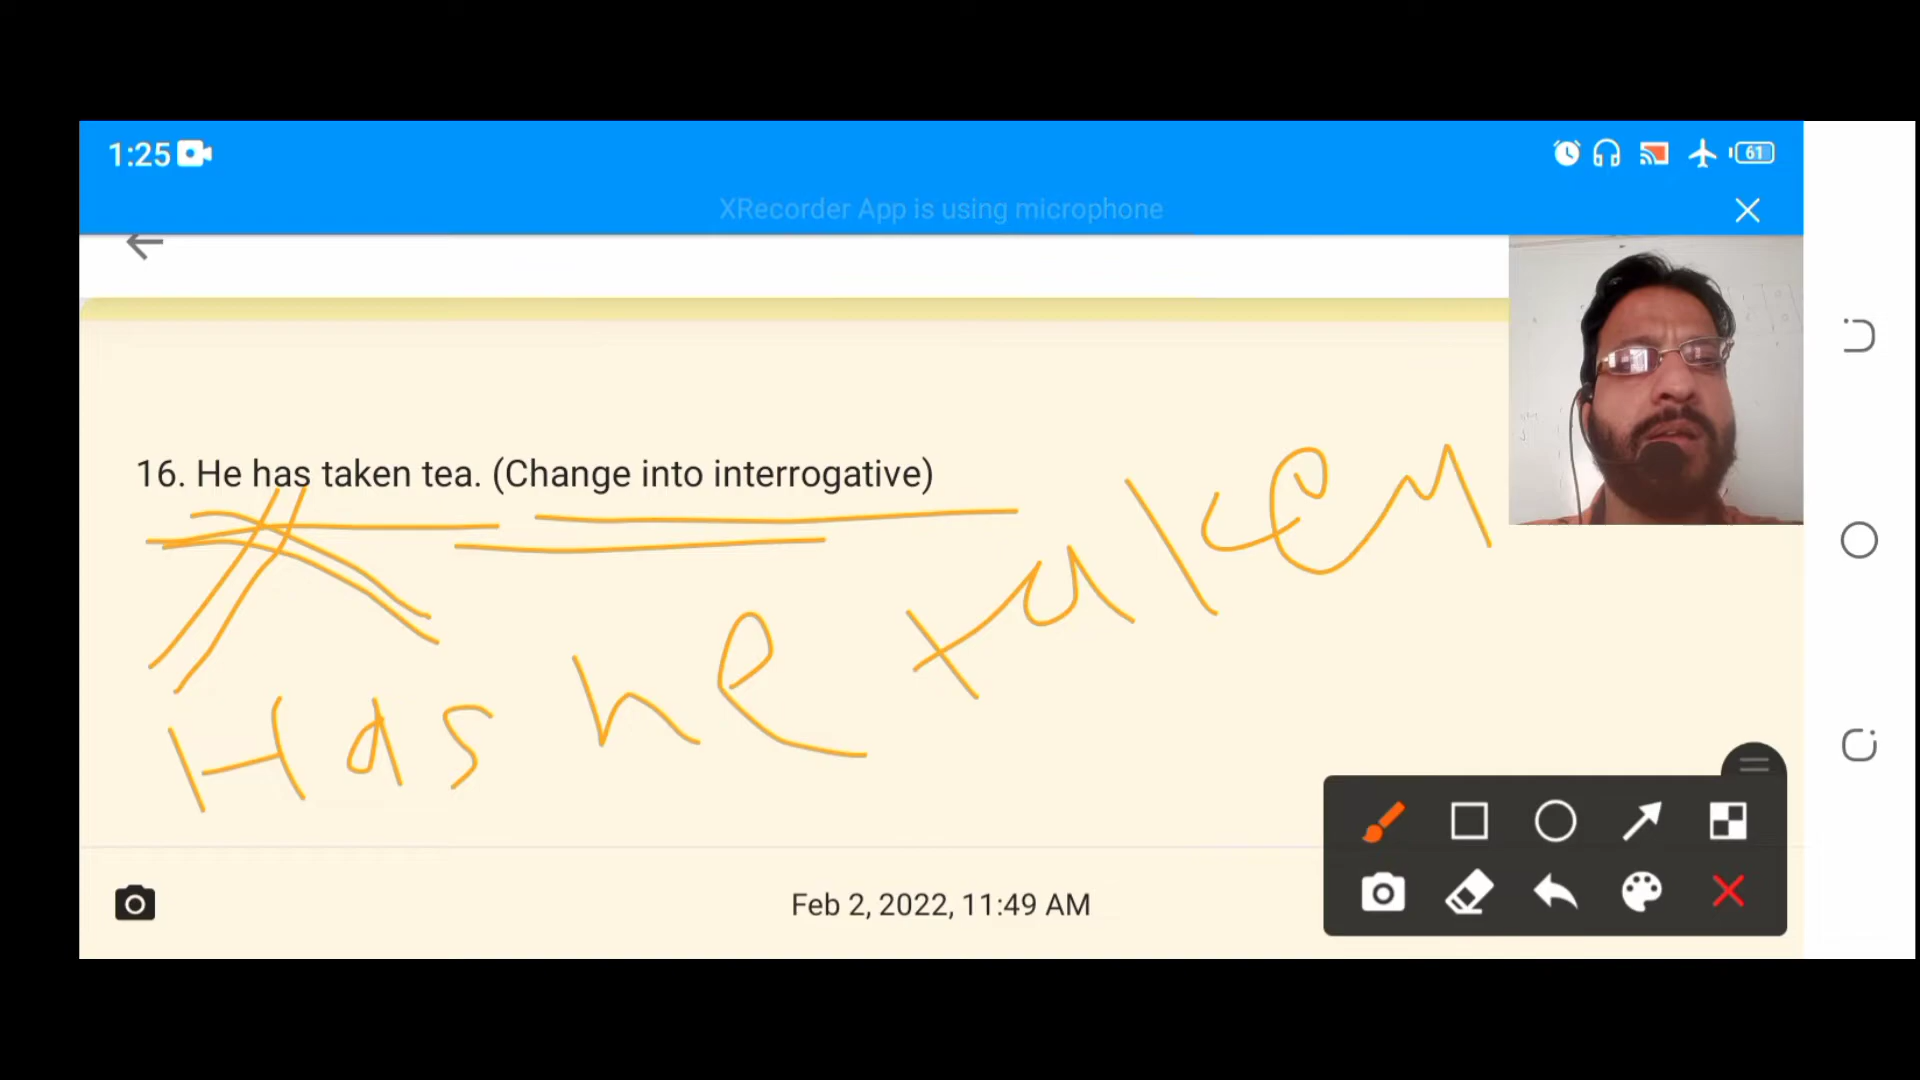 1:25
61
XRecorder App is using microphone
16. He has taken tea. (Change into interrogative)
Has he taken
Feb 2, 2022, 11:49 AM